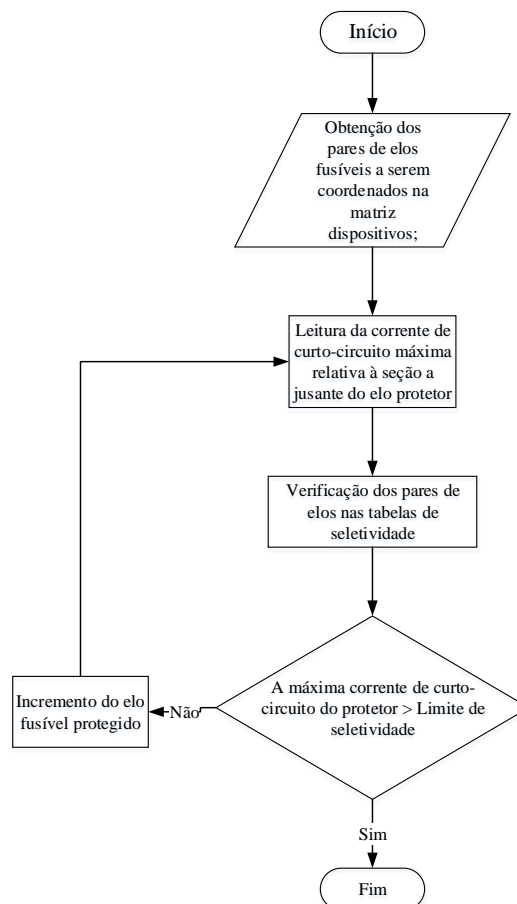 Início
Obtenção dos
pares de elos
fusíveis a serem
coordenados na
matriz
dispositivos;
Leitura da corrente de
curto-circuito máxima
relativa à seção a
jusante do elo protetor
Verificação dos pares de
elos nas tabelas de
seletividade
A máxima corrente de curto-
circuito do protetor > Limite de
seletividade
Não
Incremento do elo
fusível protegido
Sim
Fim